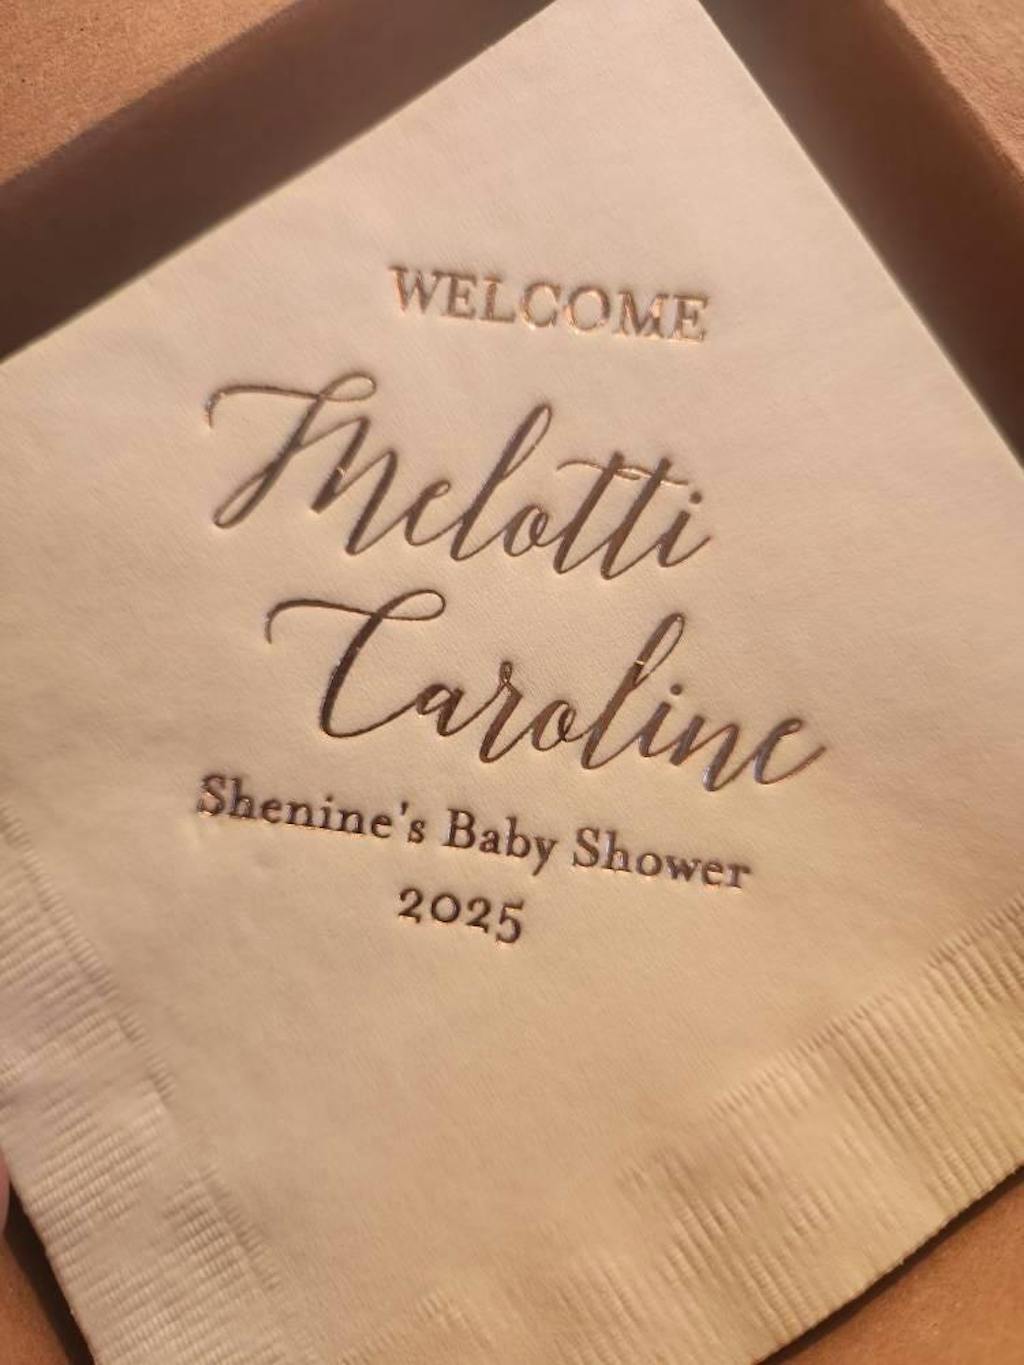 WELCOME
Melotti
Caroline
Shenine's Baby Shower
2025